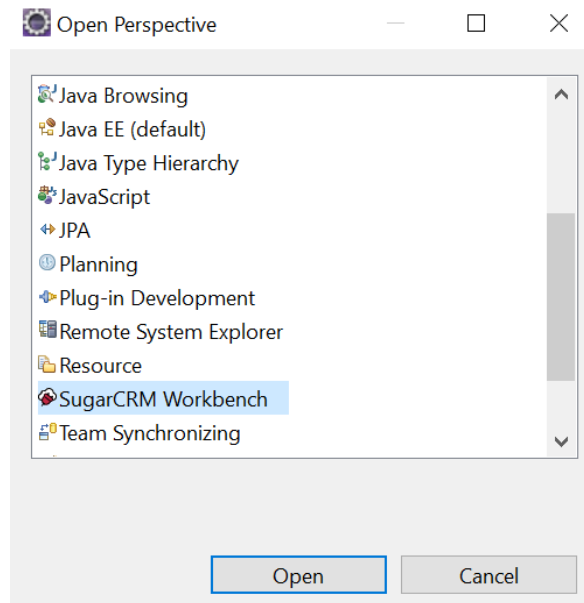 Open Perspective
Java Browsing
Java EE (default)
Java Type Hierarchy
JavaScript
JPA
Planning
Plug-in Development
Remote System Explorer
Resource
SugarCRM Workbench
Team Synchronizing
Open Cancel